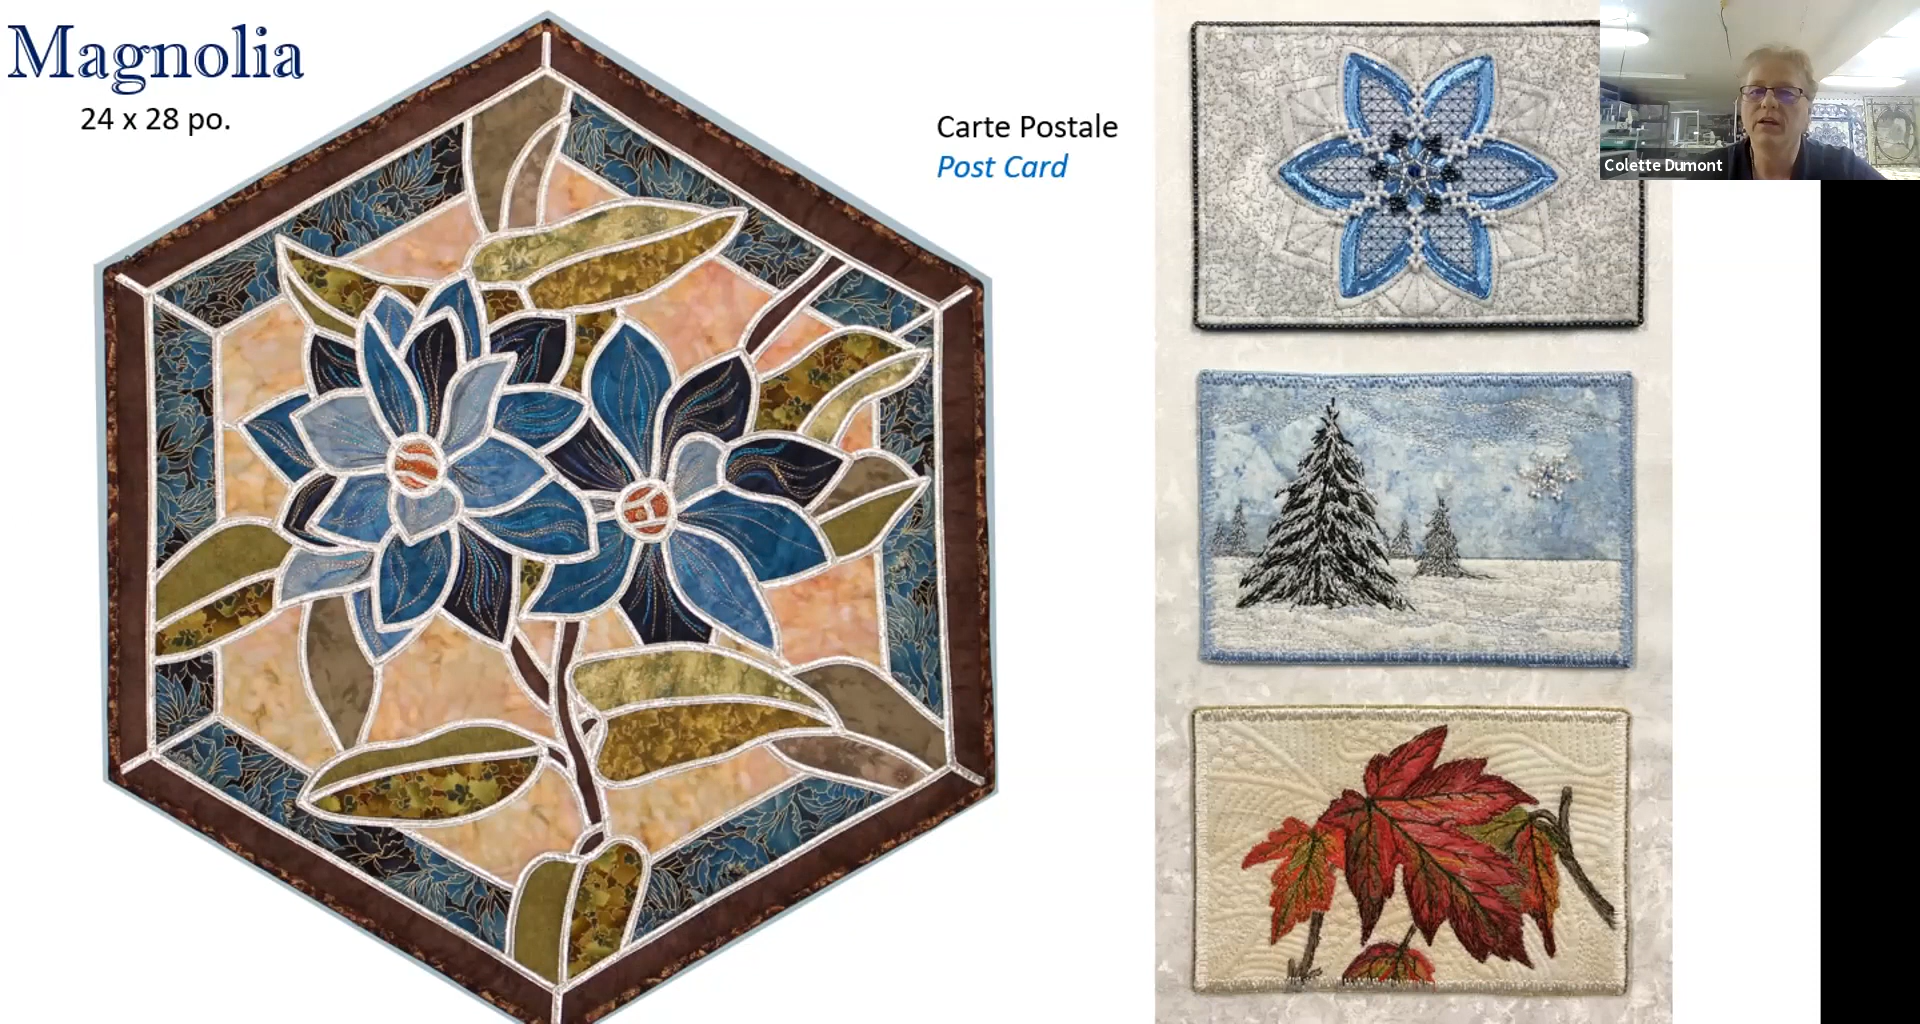 Magnolia
24 x 28 po.
Carte Postale
Post Card
Colette Dumont